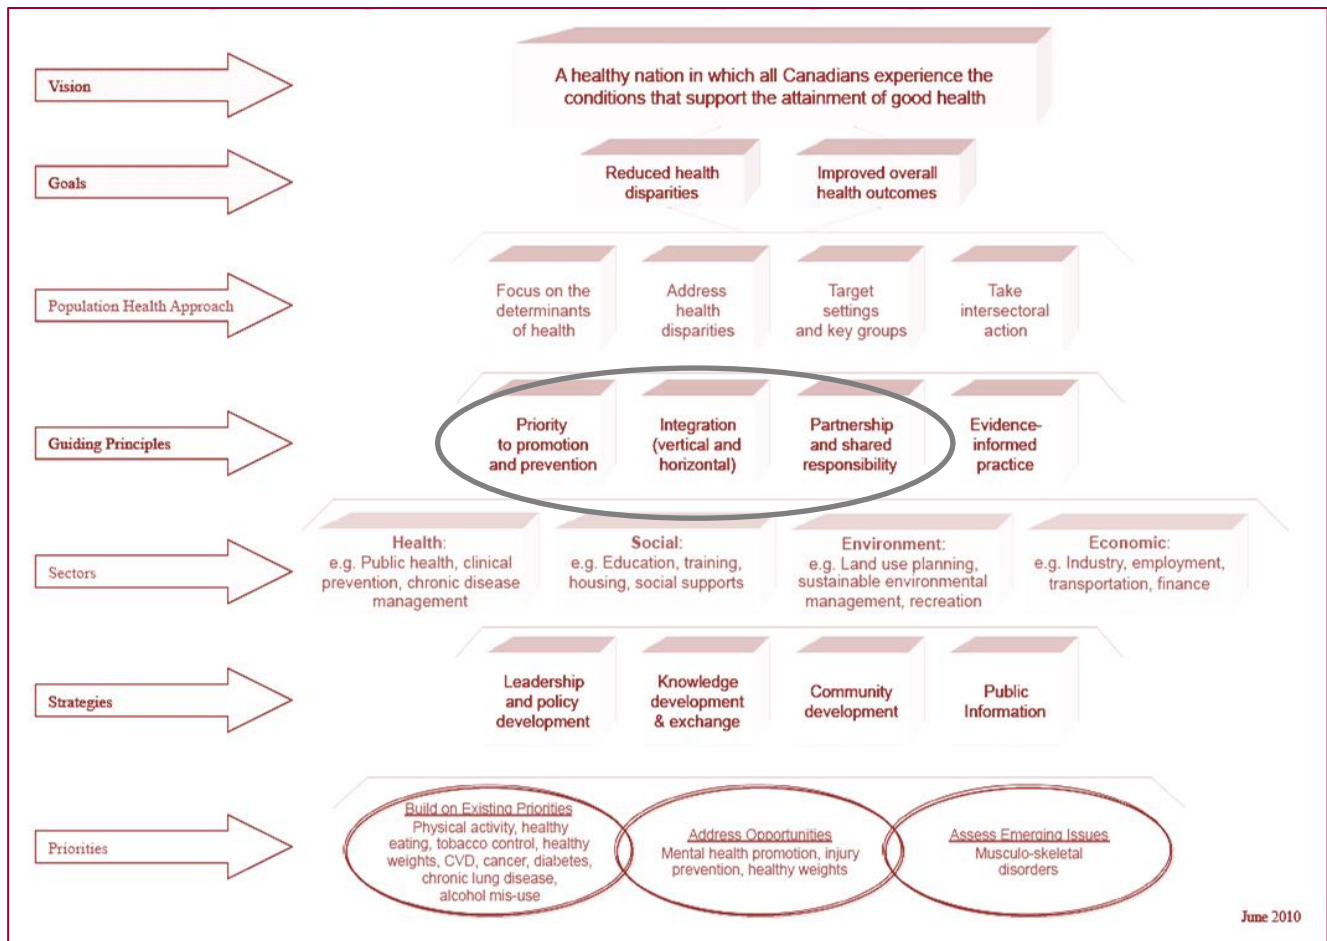 Vision
A healthy nation in which all Canadians experience the
conditions that support the attainment of good health
Goals
Reduced health
disparities
Improved overall
health outcomes
Population Health Approach
Focus on the
determinants
of health
Address
health
disparities
Target
settings
and key groups
Take
intersectoral
action
Guiding Principles
Priority
to promotion
and prevention
Integration
(vertical and
horizontal)
Partnership
and shared
responsibility
Evidence-
informed
practice
Sectors
Health:
e.g. Public health, clinical
prevention, chronic disease
management
Social:
e.g. Education, training,
housing, social supports
Environment:
e.g. Land use planning,
sustainable environmental
management, recreation
Economic:
e.g. Industry, employment,
transportation, finance
Strategies
Leadership
and policy
development
Knowledge
development
& exchange
Community
development
Public
Information
Priorities
Build on Existing Priorities
Physical activity, healthy
eating, tobacco control, healthy
weights, CVD, cancer, diabetes,
chronic lung disease,
alcohol mis-use
Address Opportunities
Mental health promotion, injury
prevention, healthy weights
Assess Emerging Issues
Musculo-skeletal
disorders
June 2010